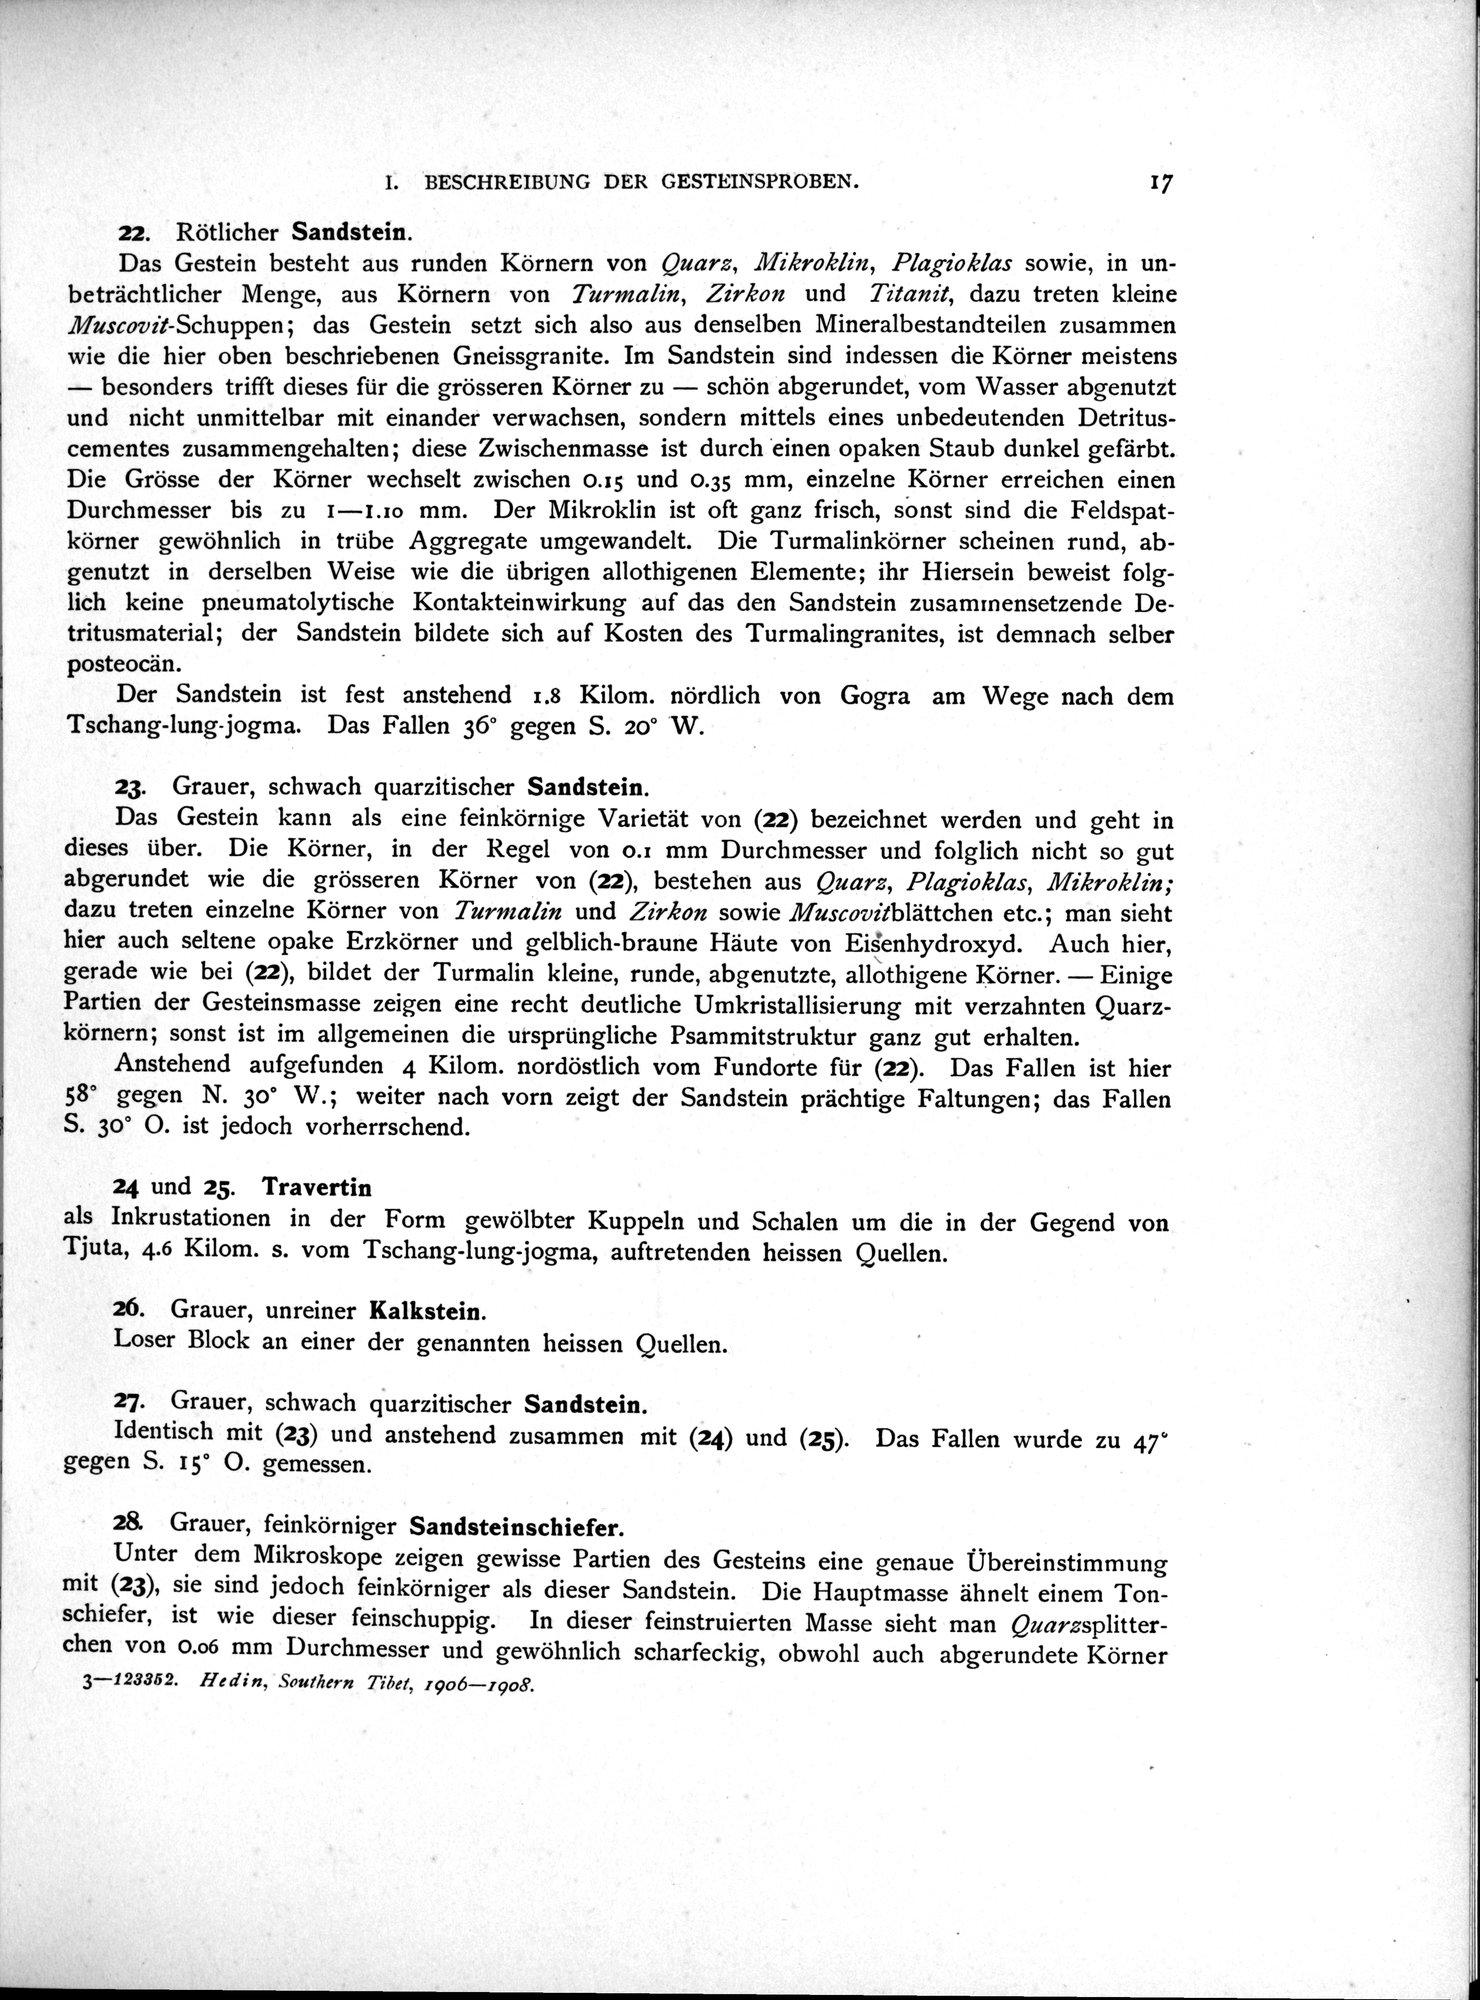 I. BESCHREIBUNG DER GESTEINSPROBEN. 17
22. Rötlicher Sandstein.
Das Gestein besteht aus runden Körnern von Quarz, Mikroklin, Plagioklas sowie, in un-
beträchtlicher Menge, aus Körnern von Turmalin, Zirkon und Titanit, dazu treten kleine
Muscovit-Schuppen; das Gestein setzt sich also aus denselben Mineralbestandteilen zusammen
wie die hier oben beschriebenen Gneissgranite. Im Sandstein sind indessen die Körner meistens
— besonders trifft dieses für die grösseren Körner zu — schön abgerundet, vom Wasser abgenutzt
und nicht unmittelbar mit einander verwachsen, sondern mittels eines unbedeutenden Detritus-
cementes zusammengehalten; diese Zwischenmasse ist durch einen opaken Staub dunkel gefärbt.
Die Grösse der Körner wechselt zwischen 0.15 und 0.35 mm, einzelne Körner erreichen einen
Durchmesser bis zu 1—1.10 mm. Der Mikroklin ist oft ganz frisch, sonst sind die Feldspat-
körner gewöhnlich in trübe Aggregate umgewandelt. Die Turmalinkörner scheinen rund, ab-
genutzt in derselben Weise wie die übrigen allothigenen Elemente; ihr Hiersein beweist folg-
lich keine pneumatolytische Kontakteinwirkung auf das den Sandstein zusammensetzende De-
tritusmaterial; der Sandstein bildete sich auf Kosten des Turmalingranites, ist demnach selber
posteocän.
Der Sandstein ist fest anstehend 1.8 Kilom. nördlich von Gogra am Wege nach dem
Tschang-lung-jogma. Das Fallen 36° gegen S. 20° W.
23. Grauer, schwach quarzitischer Sandstein.
Das Gestein kann als eine feinkörnige Varietät von (22) bezeichnet werden und geht in
dieses über. Die Körner, in der Regel von 0.1 mm Durchmesser und folglich nicht so gut
abgerundet wie die grösseren Körner von (22), bestehen aus Quarz, Plagioklas, Mikroklin;
dazu treten einzelne Körner von Turmalin und Zirkon sowie Muscovitblättchen etc.; man sieht
hier auch seltene opake Erzkörner und gelblich-braune Häute von Eisenhydroxyd. Auch hier,
gerade wie bei (22), bildet der Turmalin kleine, runde, abgenutzte, allothigene Körner. — Einige
Partien der Gesteinsmasse zeigen eine recht deutliche Umkristallisierung mit verzahnten Quarz-
körnern; sonst ist im allgemeinen die ursprüngliche Psammitstruktur ganz gut erhalten.
Anstehend aufgefunden 4 Kilom. nordöstlich vom Fundorte für (22). Das Fallen ist hier
58° gegen N. 30° W.; weiter nach vorn zeigt der Sandstein prächtige Faltungen; das Fallen
S. 30° O. ist jedoch vorherrschend.
24 und 25. Travertin
als Inkrustationen in der Form gewölbter Kuppeln und Schalen um die in der Gegend von
Tjuta, 4.6 Kilom. s. vom Tschang-lung-jogma, auftretenden heissen Quellen.
26. Grauer, unreiner Kalkstein.
Loser Block an einer der genannten heissen Quellen.
27. Grauer, schwach quarzitischer Sandstein.
Identisch mit (23) und anstehend zusammen mit (24) und (25). Das Fallen wurde zu 47°
gegen S. 15° O. gemessen.
28. Grauer, feinkörniger Sandsteinschiefer.
Unter dem Mikroskope zeigen gewisse Partien des Gesteins eine genaue Übereinstimmung
mit (23), sie sind jedoch feinkörniger als dieser Sandstein. Die Hauptmasse ähnelt einem Ton-
schiefer, ist wie dieser feinschuppig. In dieser feinstruierten Masse sieht man Quarzsplitter-
chen von 0.06 mm Durchmesser und gewöhnlich scharfeckig, obwohl auch abgerundete Körner
3—123352. Hedin, Southern Tibet, 1906—1908.